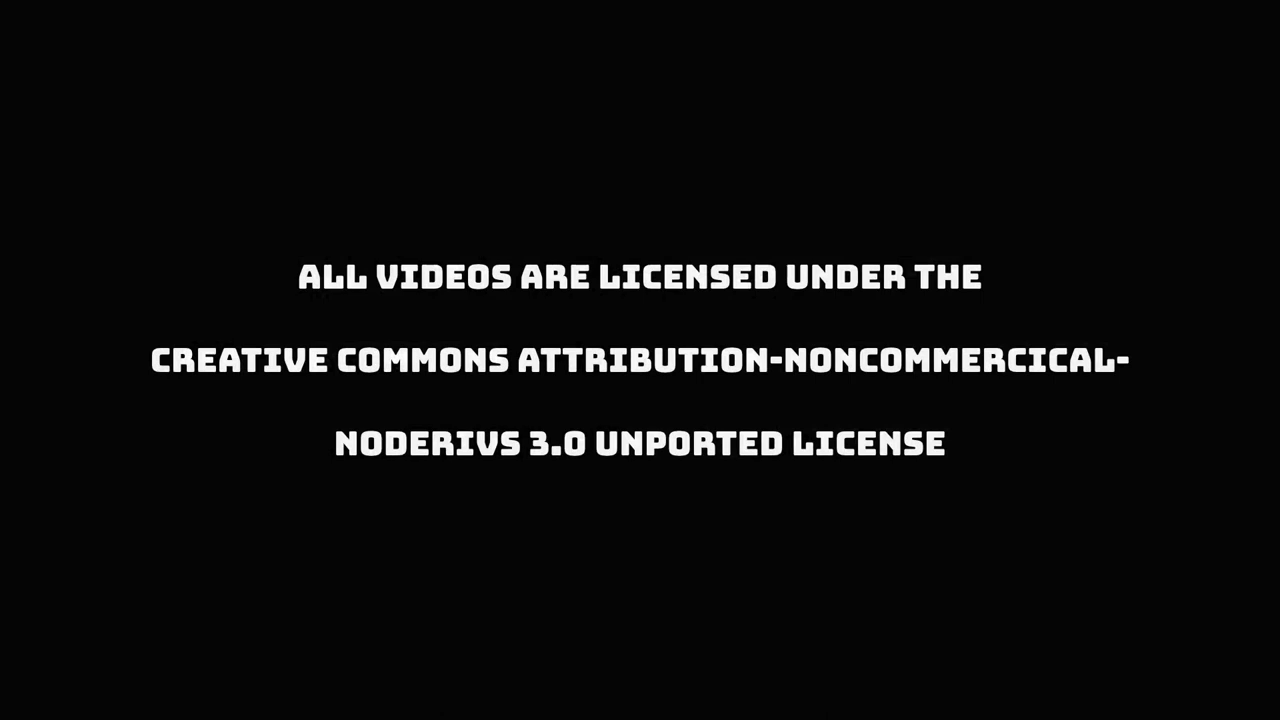 ALL VIDEOS ARE LICENSED UNDER THE
CREATIVE COMMONS ATTRIBUTION-NONCOMMERCICAL-
NODERIVS 3.0 UNPORTED LICENSE